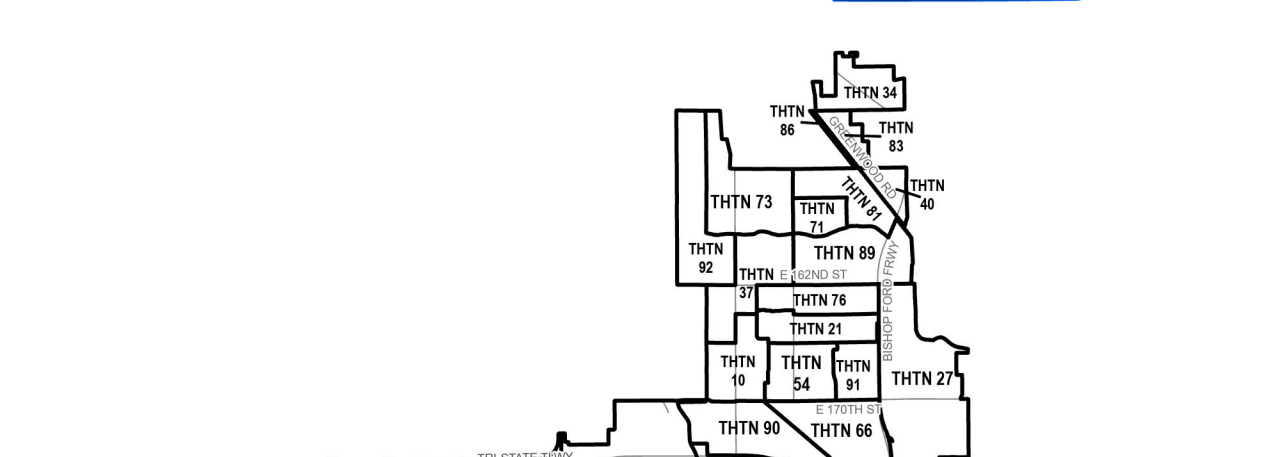 THTN 34
THTN
86
GREENWOOD RD
THTN
83
THTN
40
THTN 73
THTN
71
THTN 81
THTN
92
THTN 89
THTN
37
E 162ND ST
BISHOP FORD FRWY
THTN 76
THTN 21
THTN
10
THTN
54
THTN
91
THTN 27
E 170TH ST
THTN 90
THTN 66
TRI STATE TLWY